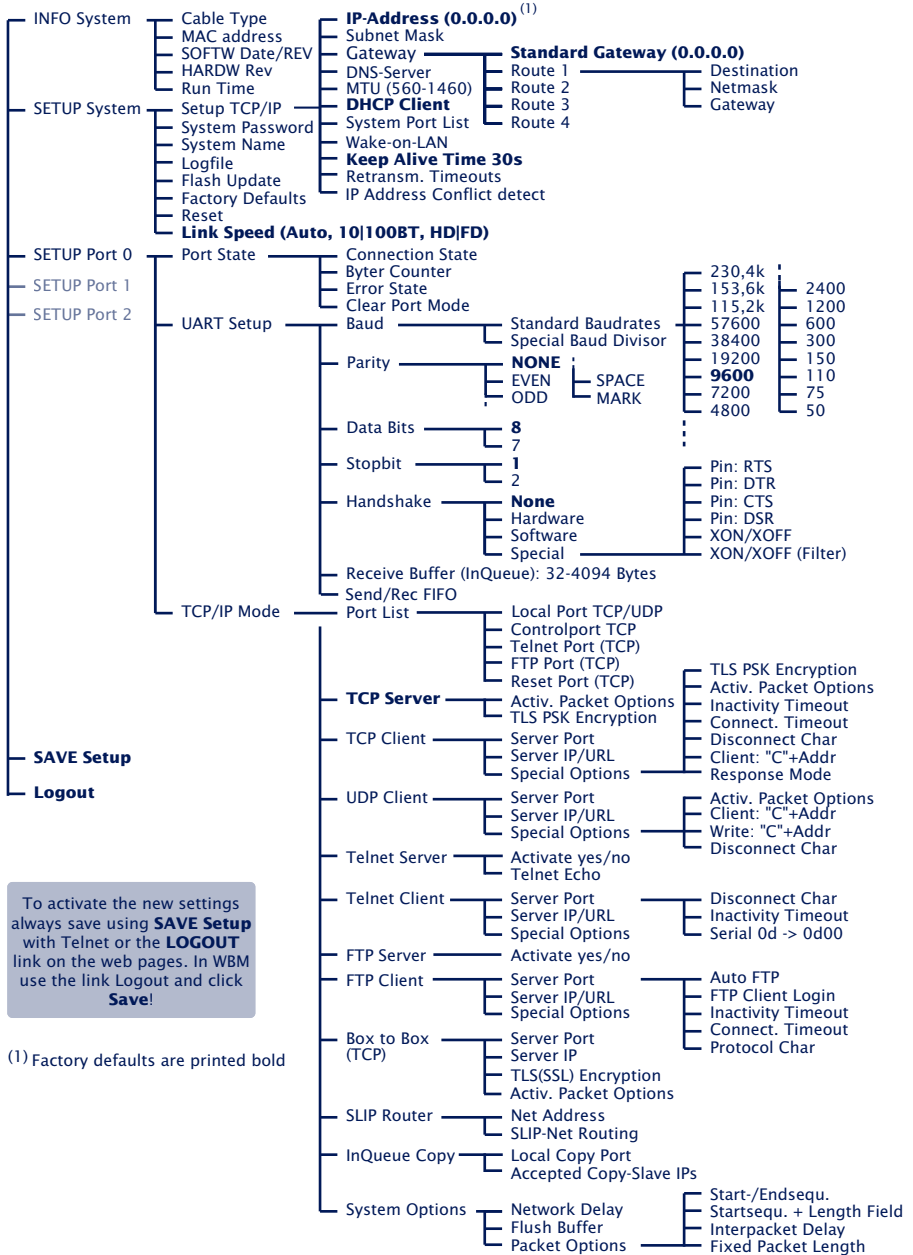 INFO System
Cable Type
MAC address
SOFTW Date/REV
HARDW Rev
Run Time
SETUP System
Setup TCP/IP
IP-Address (0.0.0.0) (1)
Subnet Mask
Gateway
Standard Gateway (0.0.0.0)
Route 1
Destination
Netmask
Gateway
Route 2
Route 3
Route 4
DNS-Server
MTU (560-1460)
DHCP Client
System Port List
Wake-on-LAN
Keep Alive Time 30s
Retransm. Timeouts
IP Address Conflict detect
System Password
System Name
Logfile
Flash Update
Factory Defaults
Reset
Link Speed (Auto, 10|100BT, HD|FD)
SETUP Port 0
SETUP Port 1
SETUP Port 2
Port State
Connection State
Byter Counter
Error State
Clear Port Mode
UART Setup
Baud
Standard Baudrates
Special Baud Divisor
230,4k
153,6k
115,2k
57600
38400
19200
9600
7200
4800
2400
1200
600
300
150
110
75
50
Parity
NONE
EVEN
ODD
SPACE
MARK
Data Bits
8
7
Stopbit
1
2
Handshake
None
Hardware
Software
Special
Pin: RTS
Pin: DTR
Pin: CTS
Pin: DSR
XON/XOFF
XON/XOFF (Filter)
Receive Buffer (InQueue): 32-4094 Bytes
Send/Rec FIFO
TCP/IP Mode
Port List
Local Port TCP/UDP
Controlport TCP
Telnet Port (TCP)
FTP Port (TCP)
Reset Port (TCP)
TCP Server
Activ. Packet Options
TLS PSK Encryption
TCP Client
Server Port
Server IP/URL
Special Options
TLS PSK Encryption
Activ. Packet Options
Inactivity Timeout
Connect. Timeout
Disconnect Char
Client: "C"+Addr
Response Mode
UDP Client
Server Port
Server IP/URL
Special Options
Activ. Packet Options
Client: "C"+Addr
Write: "C"+Addr
Disconnect Char
Telnet Server
Activate yes/no
Telnet Echo
Telnet Client
Server Port
Server IP/URL
Special Options
Disconnect Char
Inactivity Timeout
Serial 0d -> 0d00
FTP Server
Activate yes/no
FTP Client
Server Port
Server IP/URL
Special Options
Auto FTP
FTP Client Login
Inactivity Timeout
Connect. Timeout
Protocol Char
Box to Box
(TCP)
Server Port
Server IP
TLS(SSL) Encryption
Activ. Packet Options
SLIP Router
Net Address
SLIP-Net Routing
InQueue Copy
Local Copy Port
Accepted Copy-Slave IPs
System Options
Network Delay
Flush Buffer
Packet Options
Start-/Endsequ.
Startsequ. + Length Field
Interpacket Delay
Fixed Packet Length
SAVE Setup
Logout
To activate the new settings
always save using SAVE Setup
with Telnet or the LOGOUT
link on the web pages. In WBM
use the link Logout and click
Save!
(1) Factory defaults are printed bold